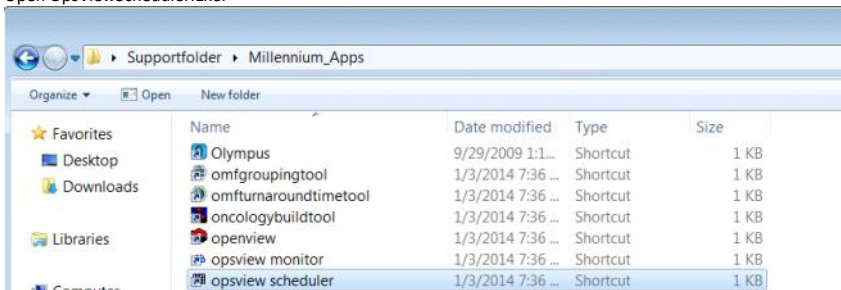 Open OpsViewScheduler.Exe.
Supportfolder ▸ Millennium_Apps
Organize ▾ Open New folder
Favorites
Desktop
Downloads
Libraries
Computer
Name Date modified Type Size
Olympus 9/29/2009 1:1... Shortcut 1 KB
omfgroupingtool 1/3/2014 7:36 ... Shortcut 1 KB
omfturnaroundtimetool 1/3/2014 7:36 ... Shortcut 1 KB
oncologybuildtool 1/3/2014 7:36 ... Shortcut 1 KB
openview 1/3/2014 7:36 ... Shortcut 1 KB
opsview monitor 1/3/2014 7:36 ... Shortcut 1 KB
opsview scheduler 1/3/2014 7:36 ... Shortcut 1 KB